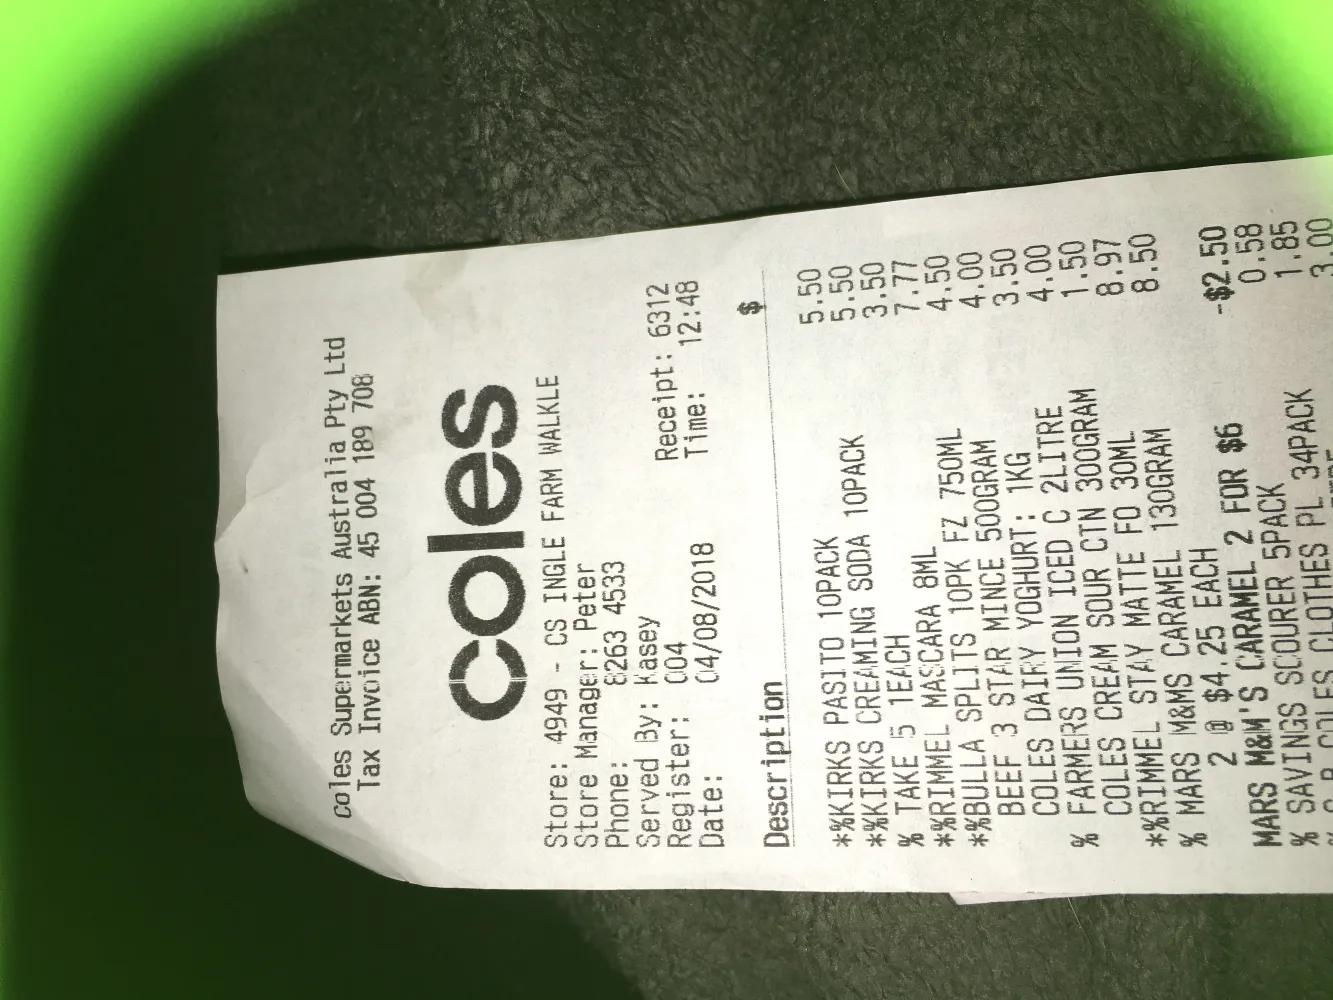 coles Supermarkets Australia Pty Ltd
Tax Invoice ABN: 45 004 189 708
coles
Store: 4949 - CS INGLE FARM WALKLE
Store Manager: Peter
Phone: 8263 4533
Served By: Kasey Receipt: 6312
Register: 004 Time: 12:48
Date: 04/08/2018
Description $
*%KIRKS PASITO 10PACK 5.50
*%KIRKS CREAMING SODA 10PACK 5.50
% TAKE 5 1EACH 3.50
*%RIMMEL MASCARA 8ML 7.77
*%BULLA SPLITS 10PK FZ 750ML 4.50
BEEF 3 STAR MINCE 500GRAM 4.00
COLES DAIRY YOGHURT: 1KG 3.50
% FARMERS UNION ICED C 2LITRE 4.00
COLES CREAM SOUR CTN 300GRAM 1.50
*%RIMMEL STAY MATTE FO 30ML 8.97
% MARS M&MS CARAMEL 130GRAM
2 @ $4.25 EACH 8.50
MARS M&M'S CARAMEL 2 FOR $6 -$2.50
% SAVINGS SCOURER 5PACK 0.58
% COLES CLOTHES PL 34PACK 1.85
3.00